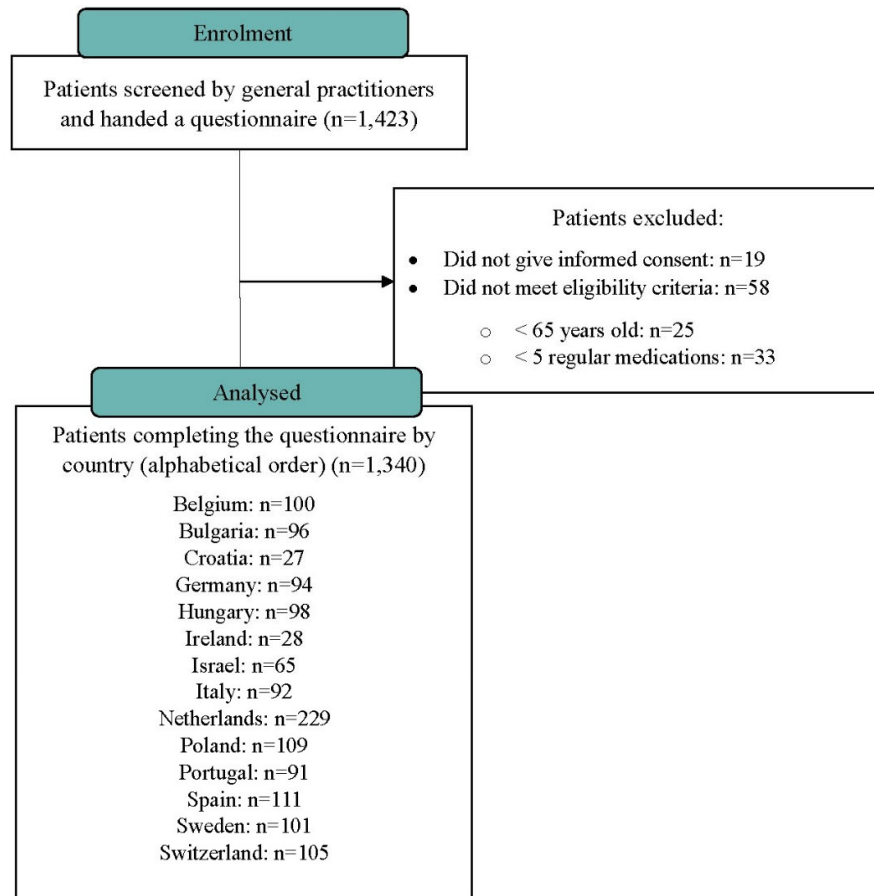 Enrolment
Patients screened by general practitioners
and handed a questionnaire (n=1,423)
Patients excluded:
• Did not give informed consent: n=19
• Did not meet eligibility criteria: n=58
○ < 65 years old: n=25
○ < 5 regular medications: n=33
Analysed
Patients completing the questionnaire by
country (alphabetical order) (n=1,340)
Belgium: n=100
Bulgaria: n=96
Croatia: n=27
Germany: n=94
Hungary: n=98
Ireland: n=28
Israel: n=65
Italy: n=92
Netherlands: n=229
Poland: n=109
Portugal: n=91
Spain: n=111
Sweden: n=101
Switzerland: n=105